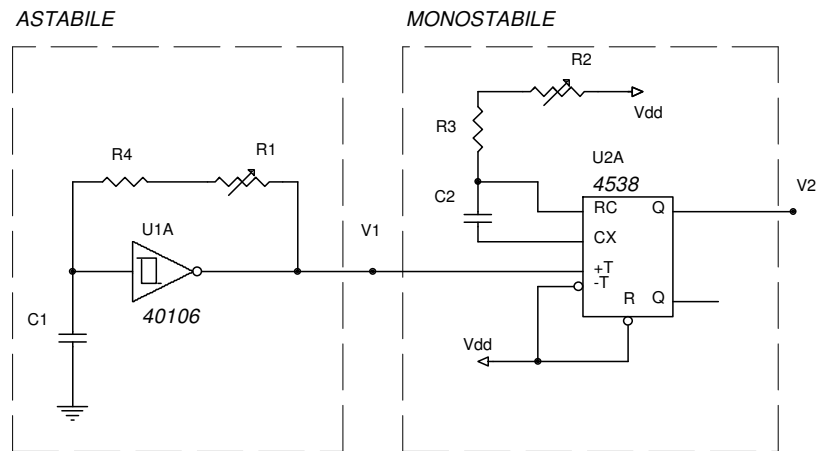 ASTABILE
R4
R1
U1A
40106
C1
V1
MONOSTABILE
R2
Vdd
R3
C2
U2A
4538
RC
Q
CX
+T
-T
R
Q
Vdd
V2